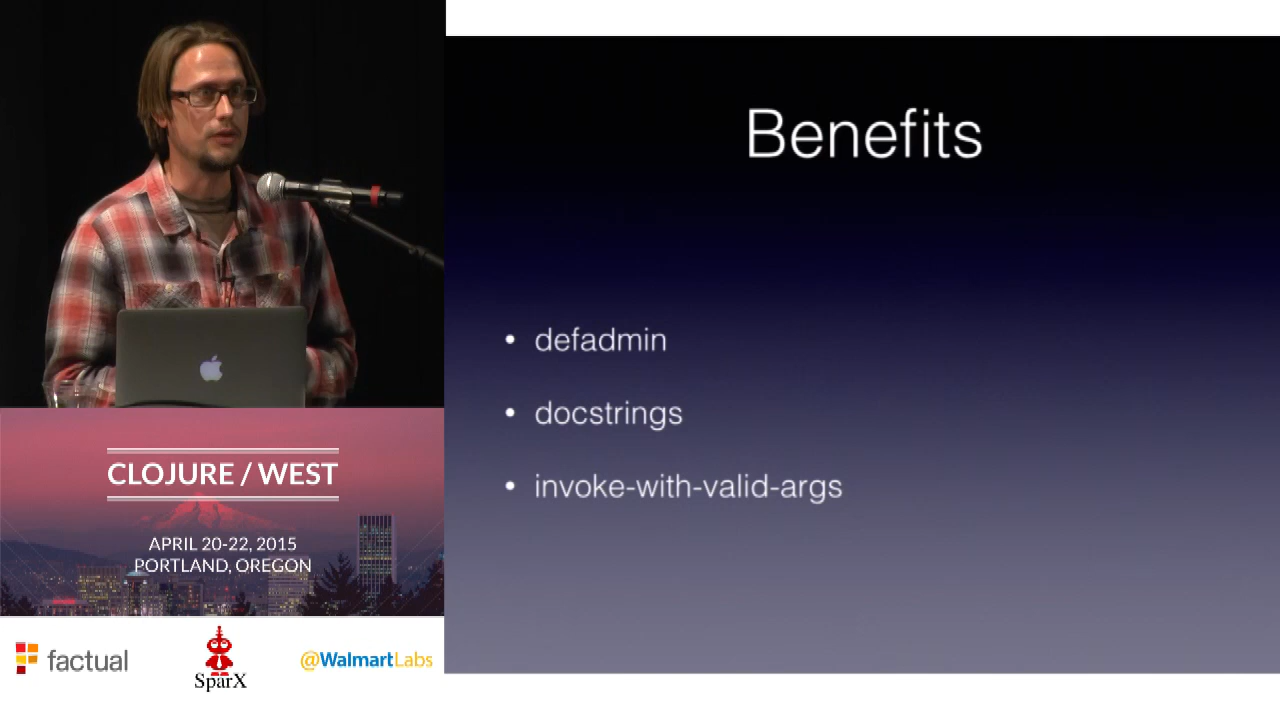 Benefits
• defadmin
• docstrings
• invoke-with-valid-args
CLOJURE / WEST
APRIL 20-22, 2015
PORTLAND, OREGON
factual
SparX
@WalmartLabs